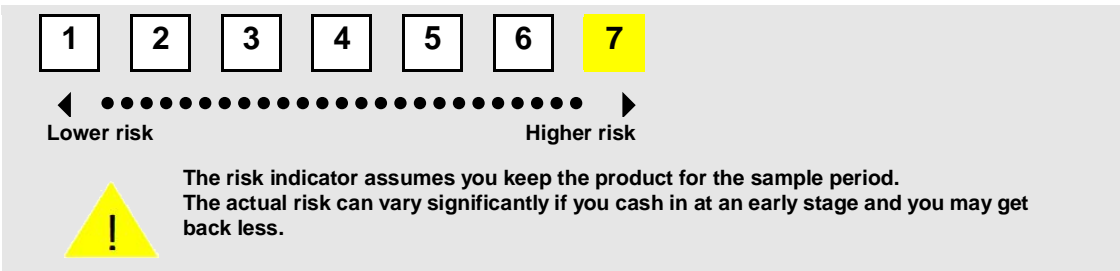 1 2 3 4 5 6 7
Lower risk Higher risk
!
The risk indicator assumes you keep the product for the sample period.
The actual risk can vary significantly if you cash in at an early stage and you may get
back less.